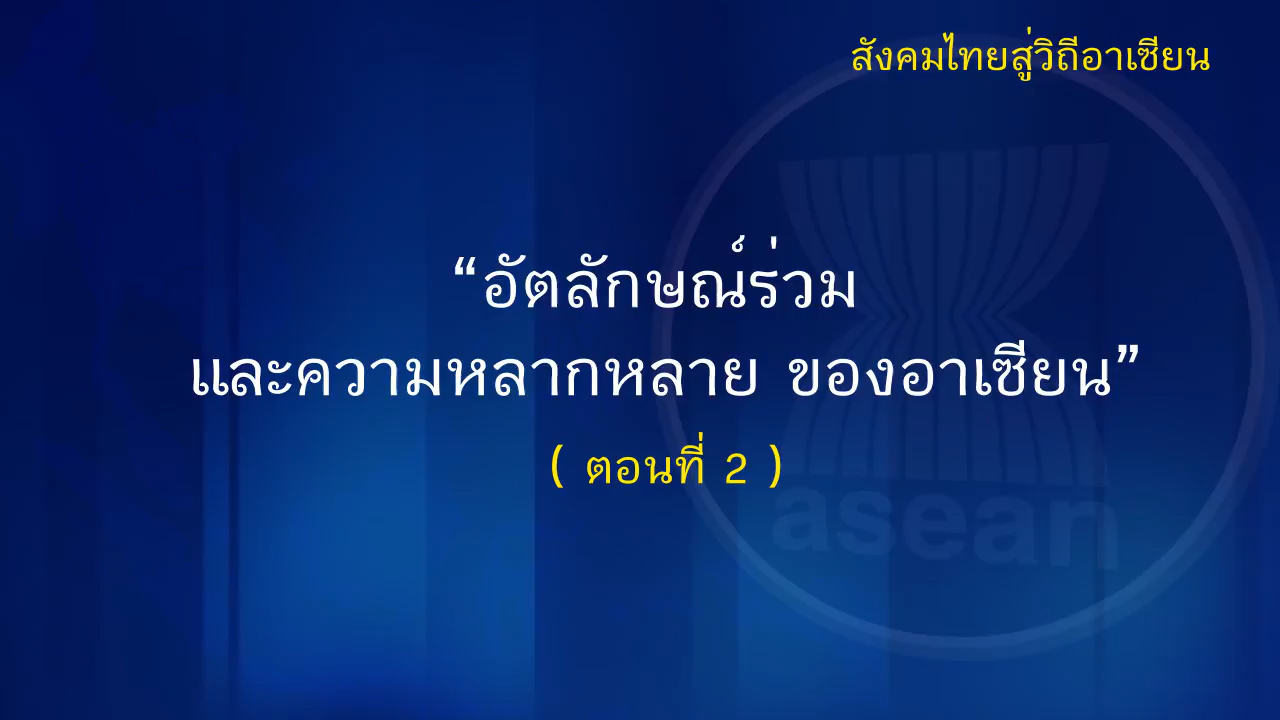 สังคมไทยสู่วิถีอาเซียน
“อัตลักษณ์ร่วม
และความหลากหลาย ของอาเซียน”
( ตอนที่ 2 )
asean